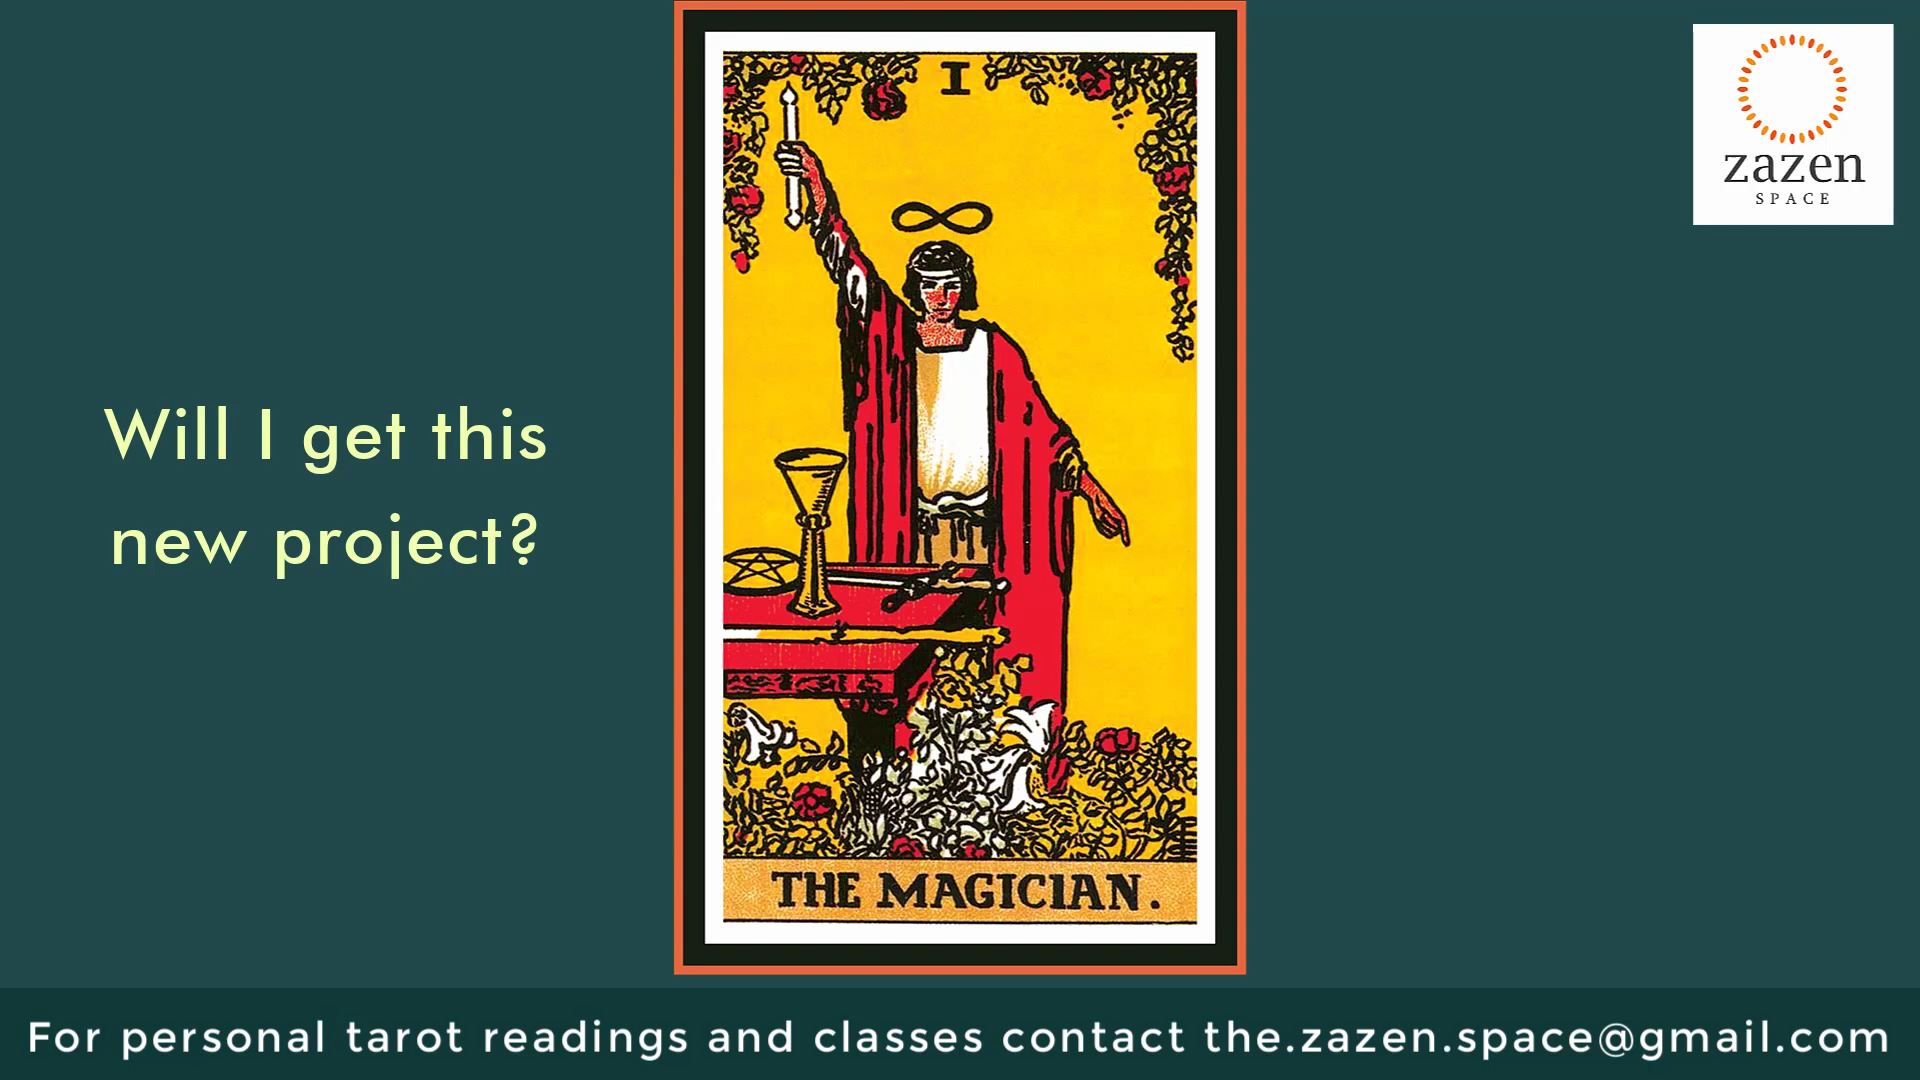 I
zazen
SPACE
Will I get this
new project?
THE MAGICIAN.
For personal tarot readings and classes contact the.zazen.space@gmail.com